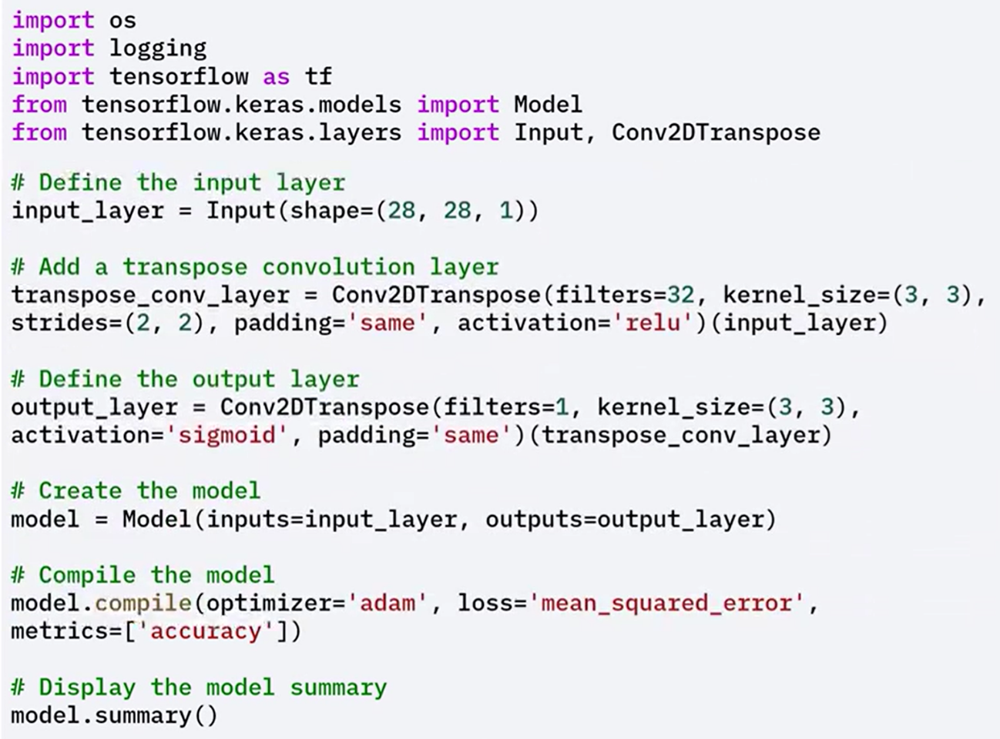 import os
import logging
import tensorflow as tf
from tensorflow.keras.models import Model
from tensorflow.keras.layers import Input, Conv2DTranspose
# Define the input layer
input_layer = Input(shape=(28, 28, 1))
# Add a transpose convolution layer
transpose_conv_layer = Conv2DTranspose(filters=32, kernel_size=(3, 3),
strides=(2, 2), padding='same', activation='relu')(input_layer)
# Define the output layer
output_layer = Conv2DTranspose(filters=1, kernel_size=(3, 3),
activation='sigmoid', padding='same')(transpose_conv_layer)
# Create the model
model = Model(inputs=input_layer, outputs=output_layer)
# Compile the model
model.compile(optimizer='adam', loss='mean_squared_error',
metrics=['accuracy'])
# Display the model summary
model.summary()